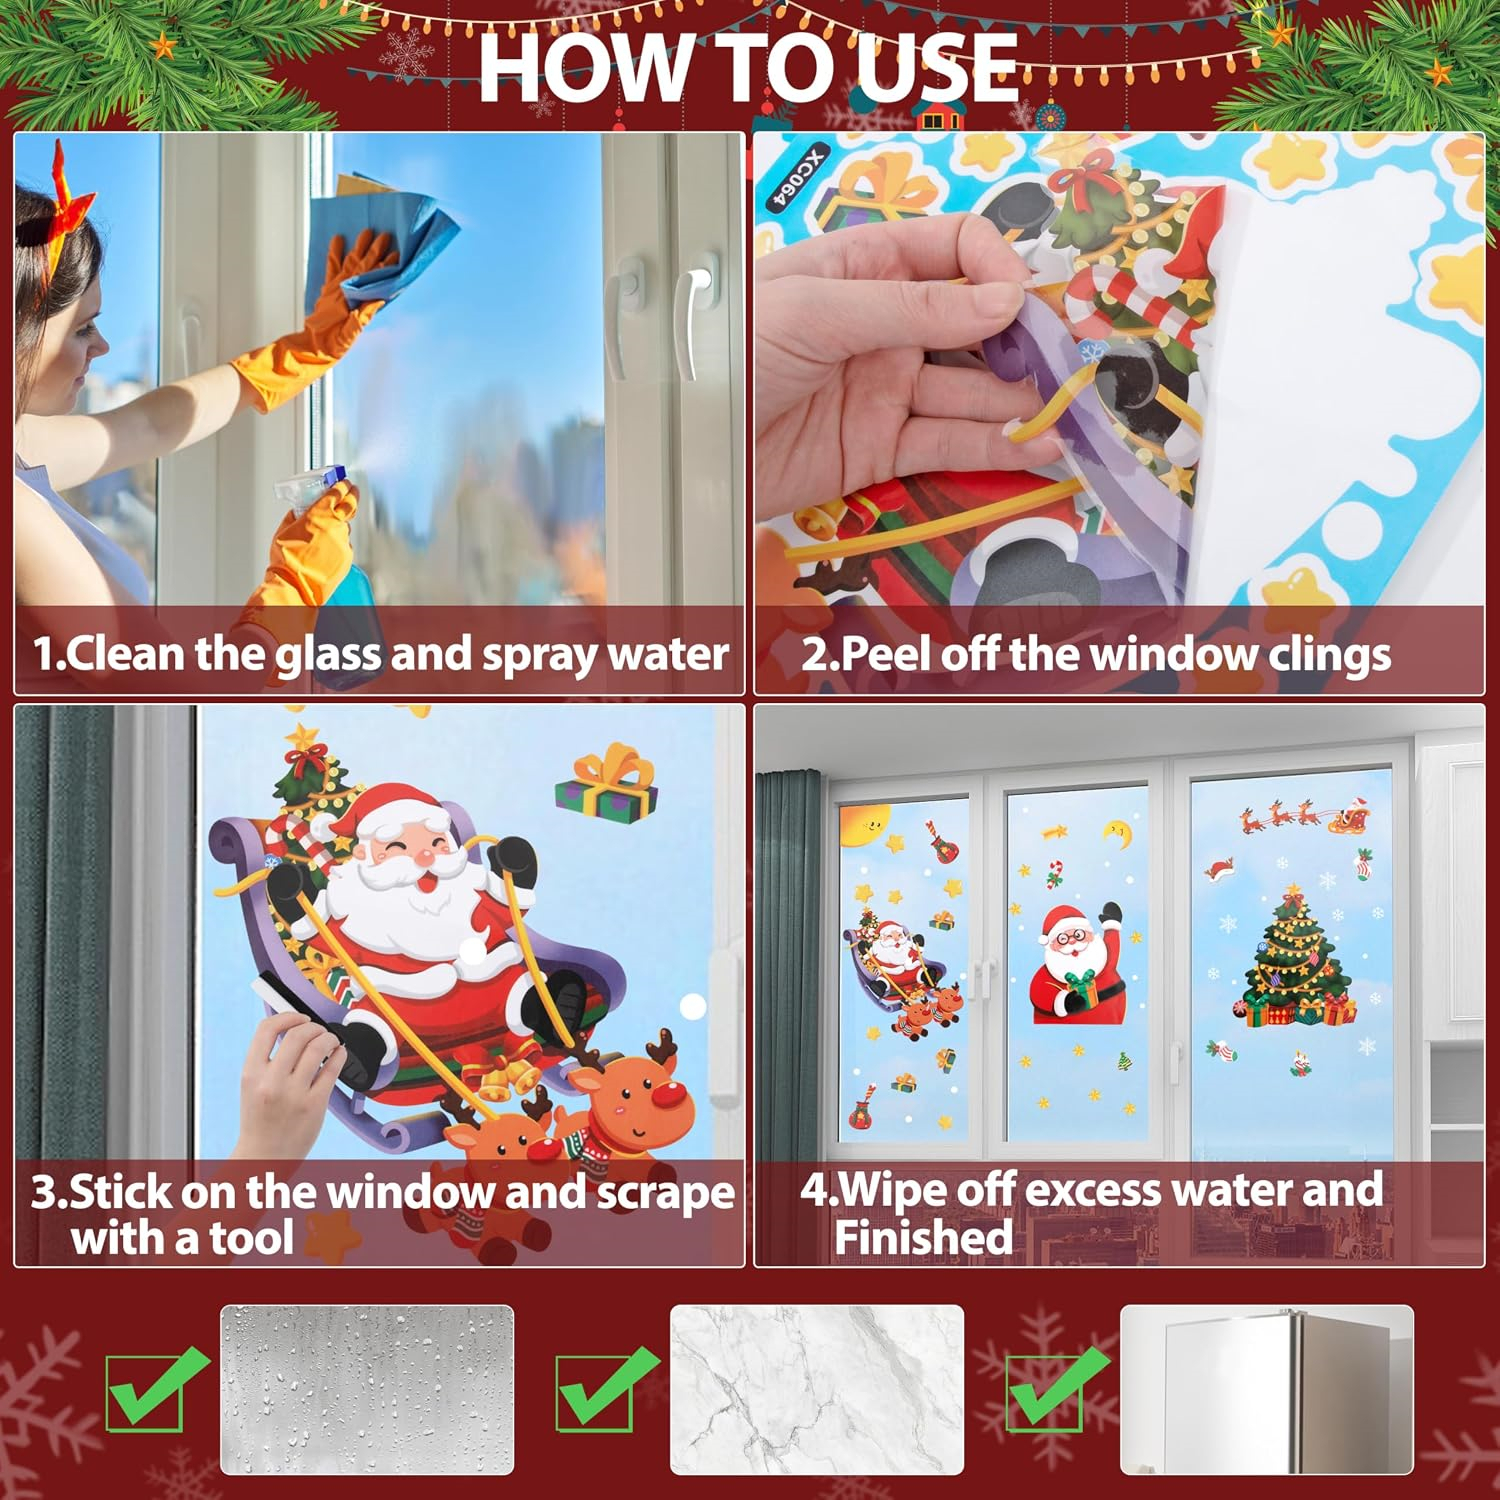 HOW TO USE
1.Clean the glass and spray water
XC064
2.Peel off the window clings
3.Stick on the window and scrape
with a tool
4.Wipe off excess water and
Finished